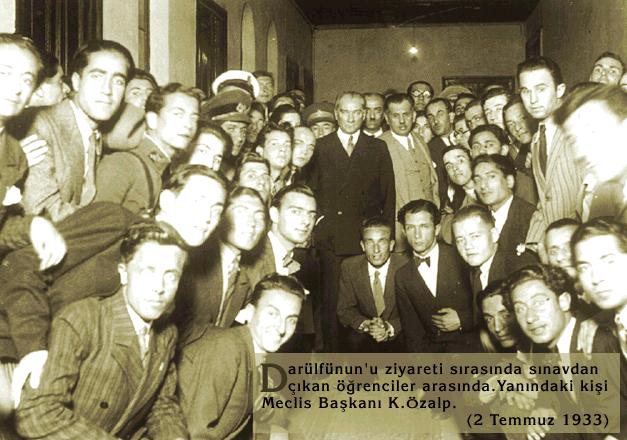 Darülfünun'u ziyareti sırasında sınavdan
çıkan öğrenciler arasında.Yanındaki kişi
Meclis Başkanı K.Özalp.
(2 Temmuz 1933)